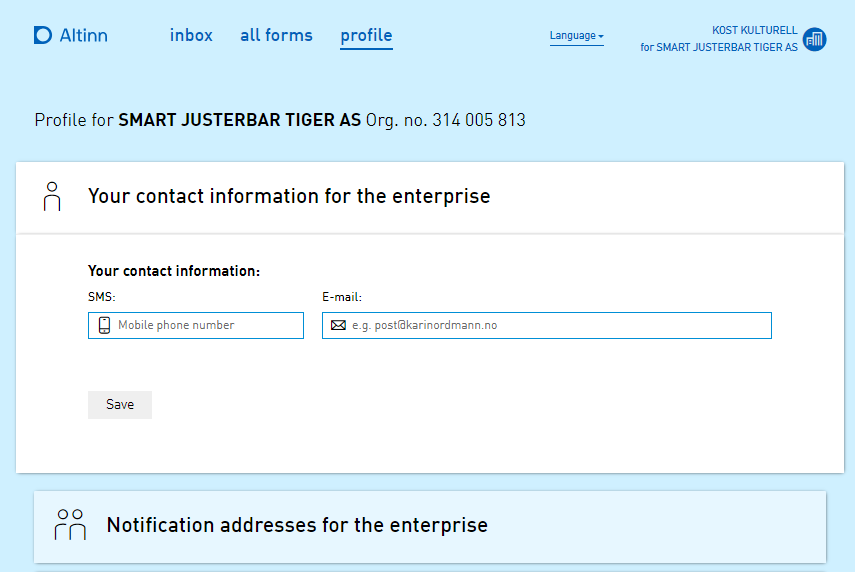 Altinn
inbox all forms profile
Language
KOST KULTURELL
for SMART JUSTERBAR TIGER AS
Profile for SMART JUSTERBAR TIGER AS Org. no. 314 005 813
Your contact information for the enterprise
Your contact information:
SMS: E-mail:
Mobile phone number e.g. post@karinordmann.no
Save
Notification addresses for the enterprise